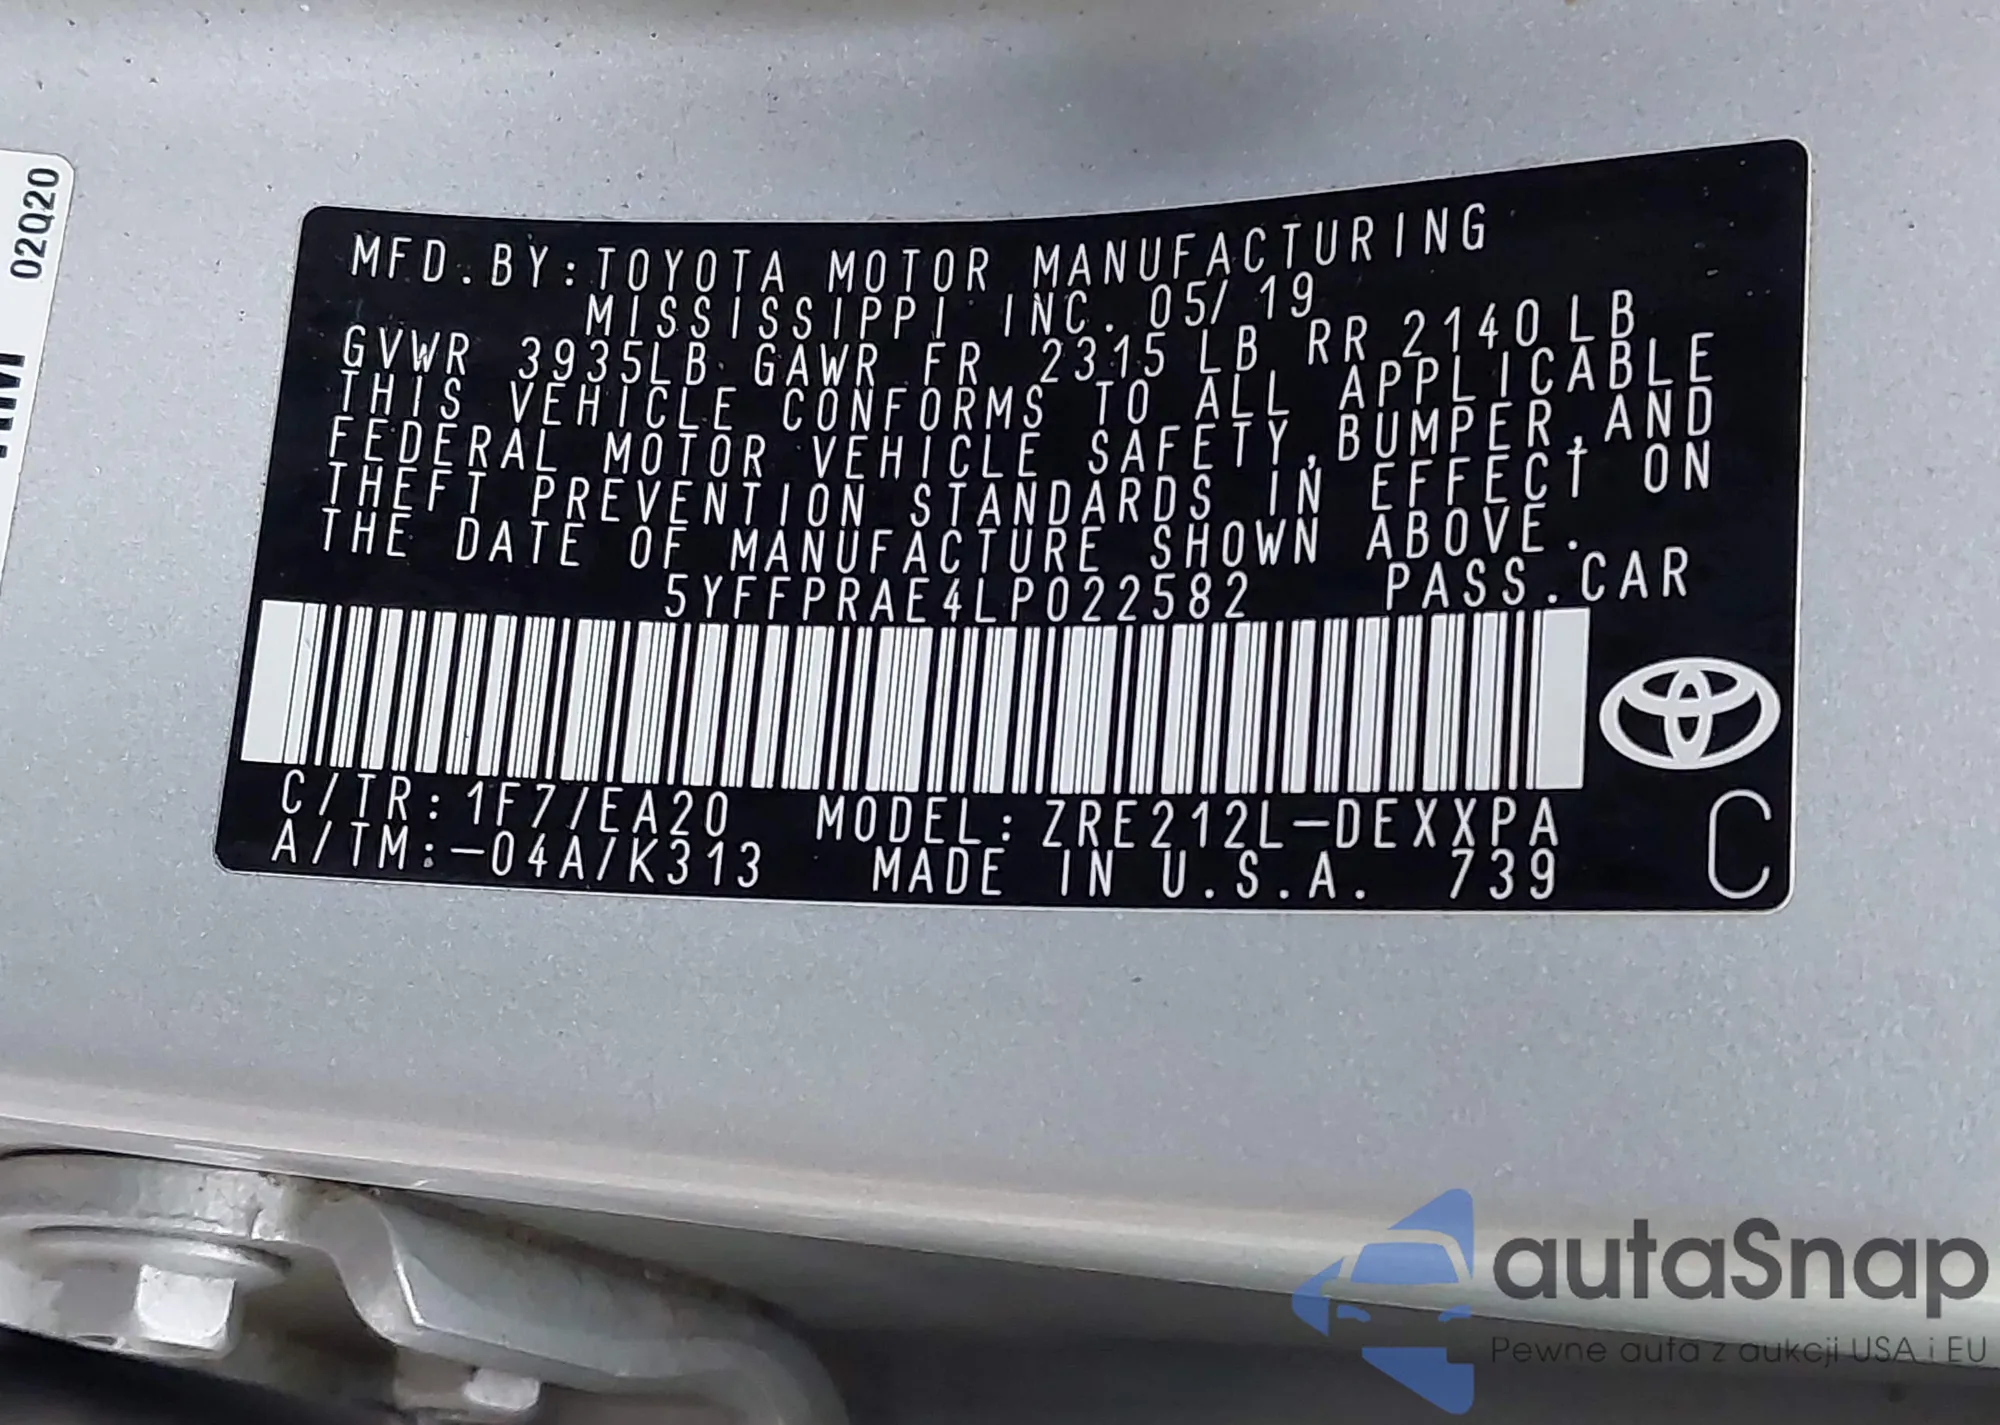 02Q20
MFD.BY:TOYOTA MOTOR MANUFACTURING
MISSISSIPPI INC. 05/19
GVWR 3935LB GAWR FR 2315 LB RR 2140 LB
THIS VEHICLE CONFORMS TO ALL APPLICABLE
FEDERAL MOTOR VEHICLE SAFETY,BUMPER,AND
THEFT PREVENTION STANDARDS IN EFFECT ON
THE DATE OF MANUFACTURE SHOWN ABOVE.
5YFFPRAE4LP022582 PASS.CAR
C/TR:1F7/EA20 MODEL:ZRE212L-DEXXPA
A/TM:-04A/K313 MADE IN U.S.A. 739
C
autaSnap
Pewne auta z aukcji USA i EU